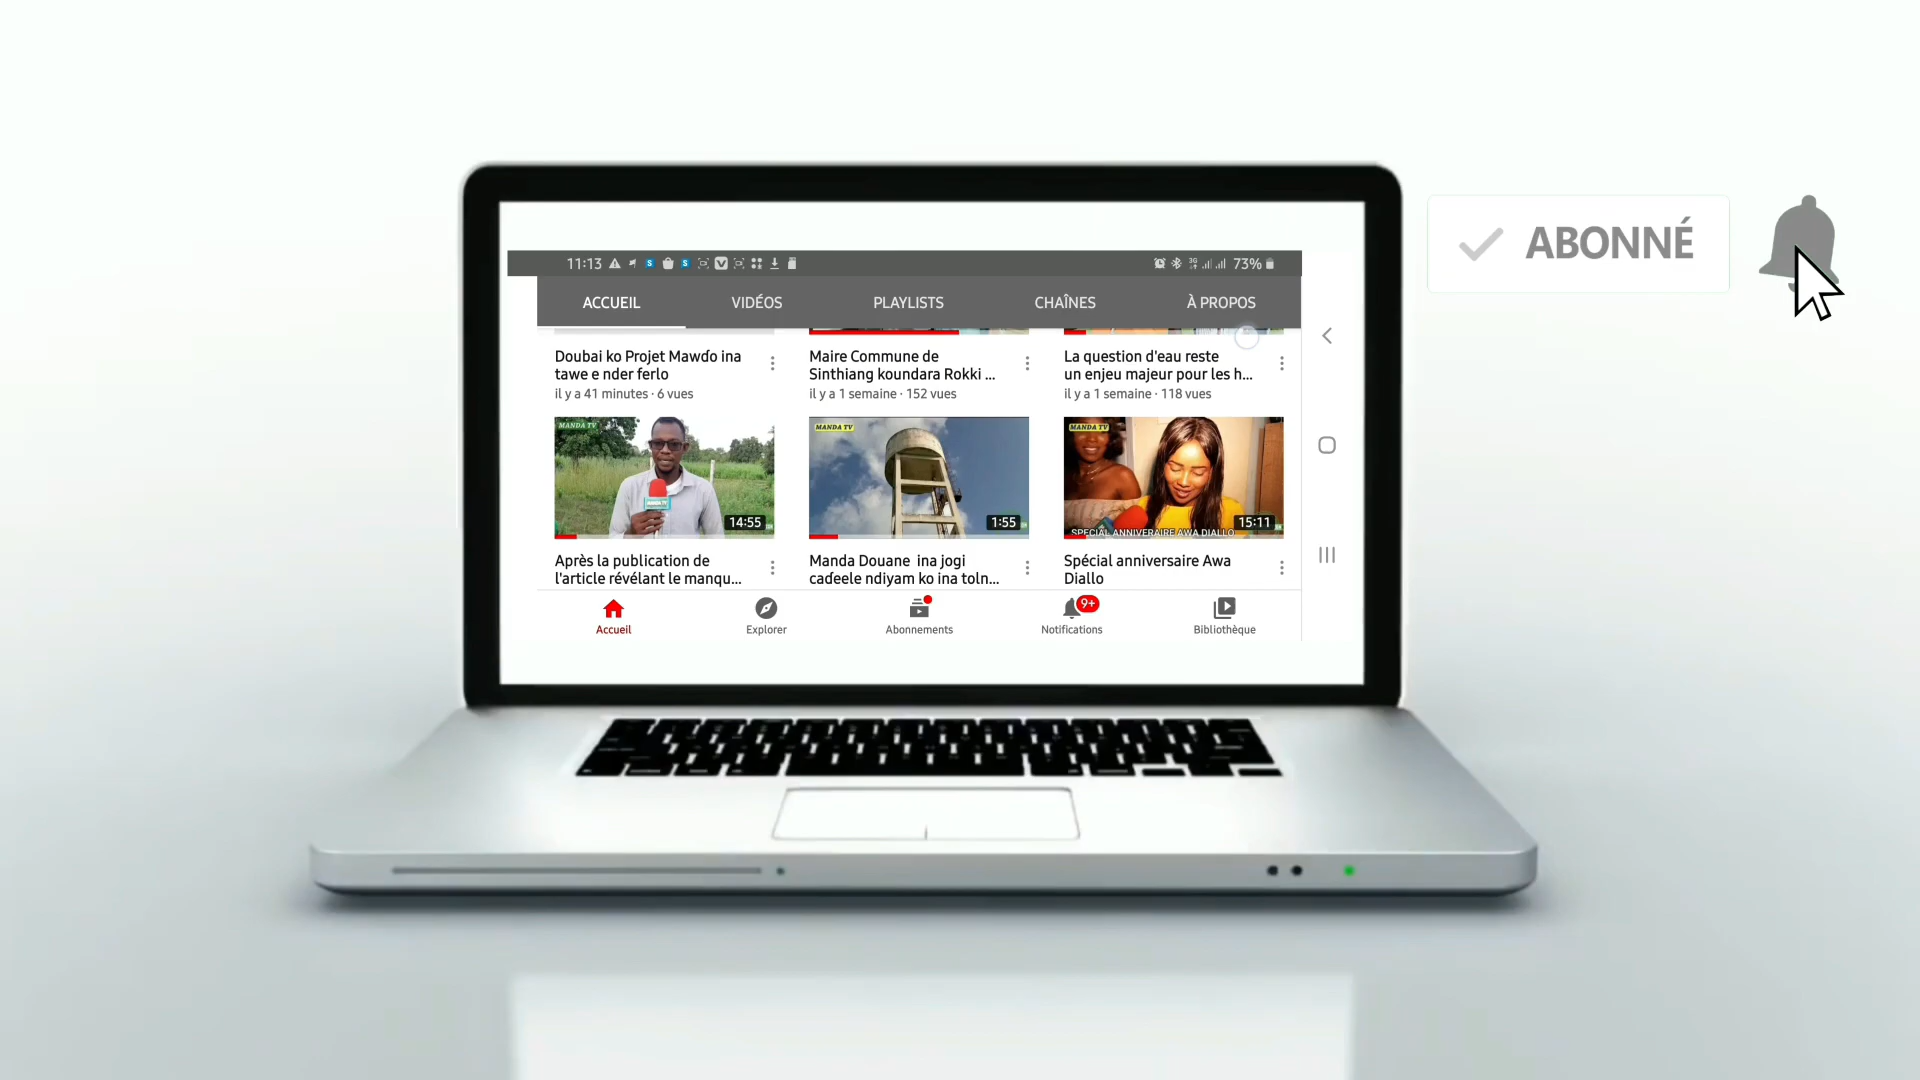 ABONNÉ
11:13
73%
ACCUEIL
VIDÉOS
PLAYLISTS
CHAÎNES
À PROPOS
Doubai ko Projet Mawɗo ina
tawe e nder ferlo
il y a 41 minutes · 6 vues
Maire Commune de
Sinthiang koundara Rokki ...
il y a 1 semaine · 152 vues
La question d'eau reste
un enjeu majeur pour les h...
il y a 1 semaine · 118 vues
MANDA TV
14:55
MANDA TV
1:55
MANDA TV
SPÉCIAL ANNIVERAIRE AWA DIALLO
15:11
Après la publication de
l'article révélant le manqu...
Manda Douane ina jogi
caɗeele ndiyam ko ina toln...
Spécial anniversaire Awa
Diallo
Accueil
Explorer
Abonnements
9+
Notifications
Bibliothèque